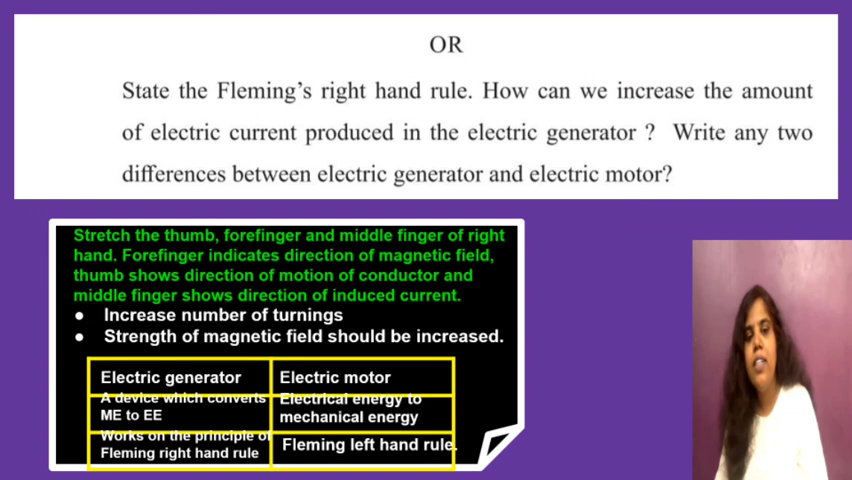 OR
State the Fleming's right hand rule. How can we increase the amount
of electric current produced in the electric generator ? Write any two
differences between electric generator and electric motor?
Stretch the thumb, forefinger and middle finger of right
hand. Forefinger indicates direction of magnetic field,
thumb shows direction of motion of conductor and
middle finger shows direction of induced current.
● Increase number of turnings
● Strength of magnetic field should be increased.
Electric generator
Electric motor
A device which converts
ME to EE
Electrical energy to
mechanical energy
Works on the principle of
Fleming right hand rule
Fleming left hand rule.